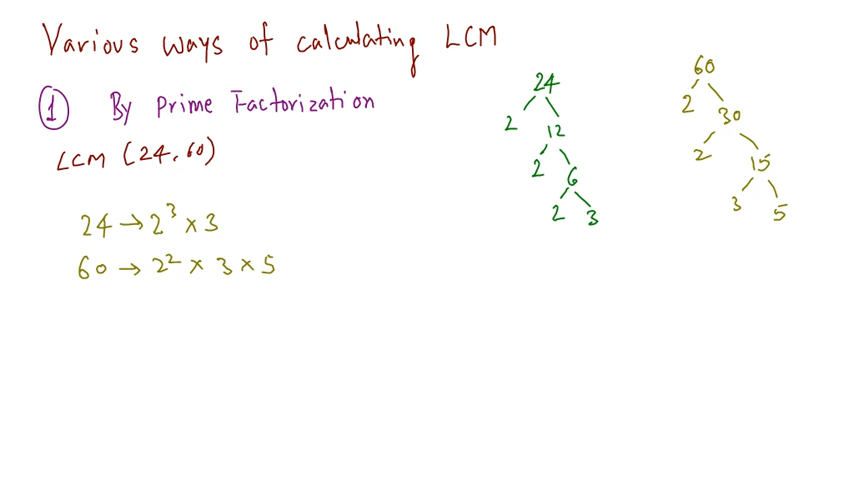 Various ways of calculating LCM
① By Prime Factorization
LCM (24, 60)
24 → 2³ × 3
60 → 2² × 3 × 5
24
2 12
2 6
2 3
60
2 30
2 15
3 5